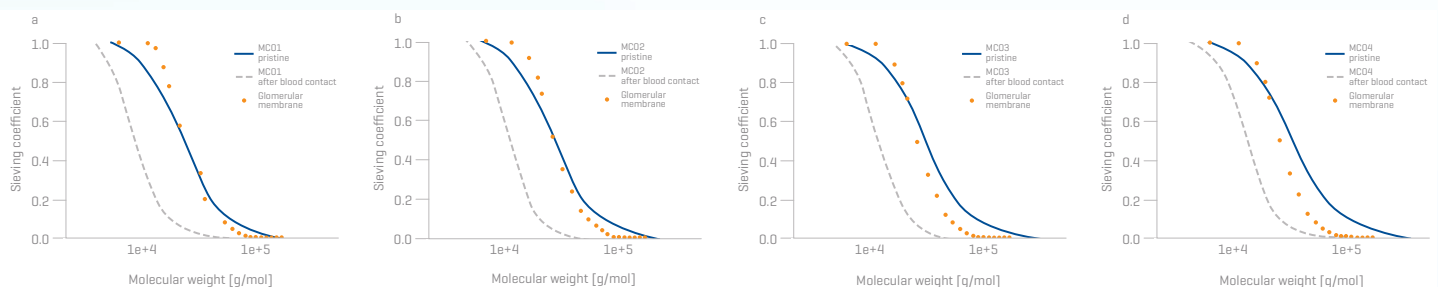 a
Sieving coefficient
1.0
0.8
0.6
0.4
0.2
0.0
1e+4
1e+5
Molecular weight [g/mol]
MCO1
pristine
MCO1
after blood contact
Glomerular
membrane
b
Sieving coefficient
1.0
0.8
0.6
0.4
0.2
0.0
1e+4
1e+5
Molecular weight [g/mol]
MCO2
pristine
MCO2
after blood contact
Glomerular
membrane
c
Sieving coefficient
1.0
0.8
0.6
0.4
0.2
0.0
1e+4
1e+5
Molecular weight [g/mol]
MCO3
pristine
MCO3
after blood contact
Glomerular
membrane
d
Sieving coefficient
1.0
0.8
0.6
0.4
0.2
0.0
1e+4
1e+5
Molecular weight [g/mol]
MCO4
pristine
MCO4
after blood contact
Glomerular
membrane